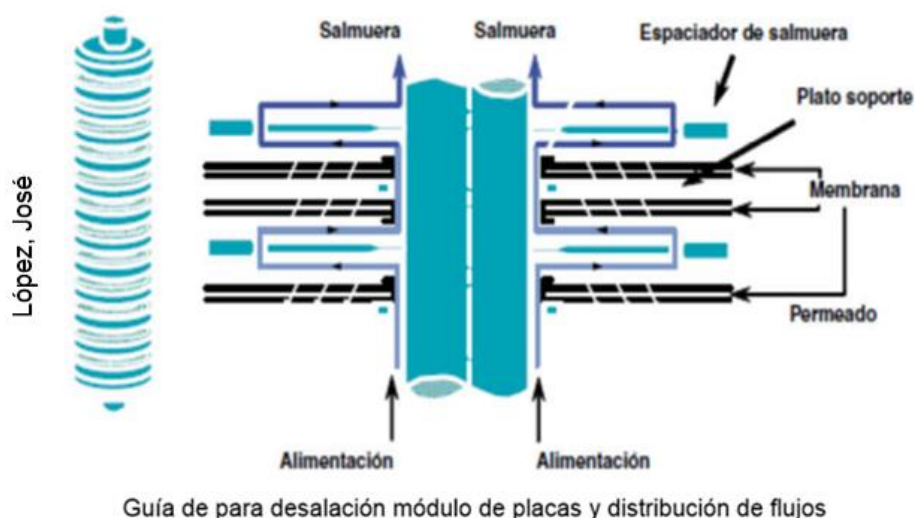 Salmuera
Salmuera
Espaciador de salmuera
Plato soporte
Membrana
Permeado
Alimentación
Alimentación
López, José
Guía de para desalación módulo de placas y distribución de flujos